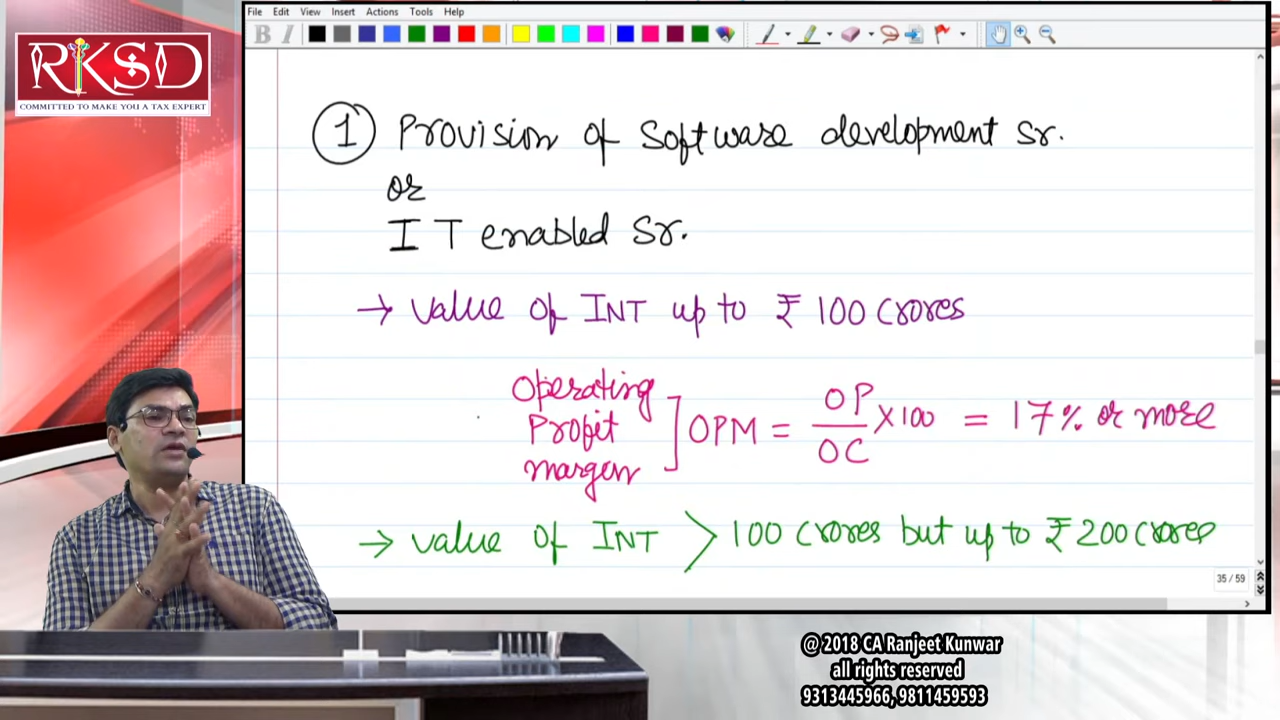 File Edit View Insert Actions Tools Help
B I
RKSD
COMMITTED TO MAKE YOU A TAX EXPERT
1 Provision of Software development Sr.
or
IT enabled Sr.
→ value of INT up to ₹ 100 crores
Operating
Profit
margin
] OPM = OP/OC ×100 = 17% or more
→ value of INT > 100 crores but up to ₹ 200 crores
35 / 59
@ 2018 CA Ranjeet Kunwar
all rights reserved
9313445966, 9811459593